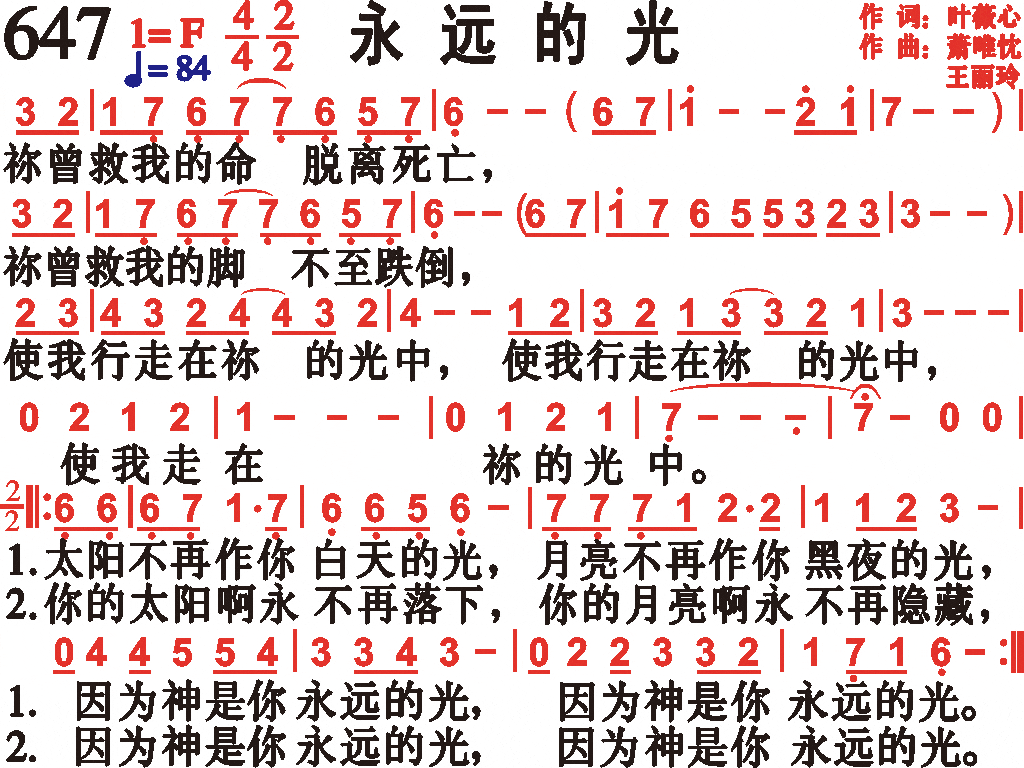 647 1=F 4/4 2/2 永远的光 作 词：叶薇心
♩=84 作 曲：萧唯忱
王丽玲
3 2 | 1 7 6 7 7 6 5 7 | 6 - - ( 6 7 | i - - 2 i | 7 - - ) |
祢曾救我的命 脱离死亡，
3 2 | 1 7 6 7 7 6 5 7 | 6 - - ( 6 7 | i 7 6 5 5 3 2 3 | 3 - - ) |
祢曾救我的脚 不至跌倒，
2 3 | 4 3 2 4 4 3 2 | 4 - - 1 2 | 3 2 1 3 3 2 1 | 3 - - - |
使我行走在祢 的光中， 使我行走在祢 的光中，
0 2 1 2 | 1 - - - | 0 1 2 1 | 7 - - - | 7 - 0 0 |
使我走在 祢的光中。
2/2 ‖: 6 6 | 6 7 1· 7 | 6 6 5 6 - | 7 7 7 1 2· 2 | 1 1 2 3 - |
1.太阳不再作你 白天的光， 月亮不再作你 黑夜的光，
2.你的太阳啊永 不再落下， 你的月亮啊永 不再隐藏，
0 4 4 5 5 4 | 3 3 4 3 - | 0 2 2 3 3 2 | 1 7 1 6 - :‖
1. 因为神是你 永远的光， 因为神是你 永远的光。
2. 因为神是你 永远的光， 因为神是你 永远的光。